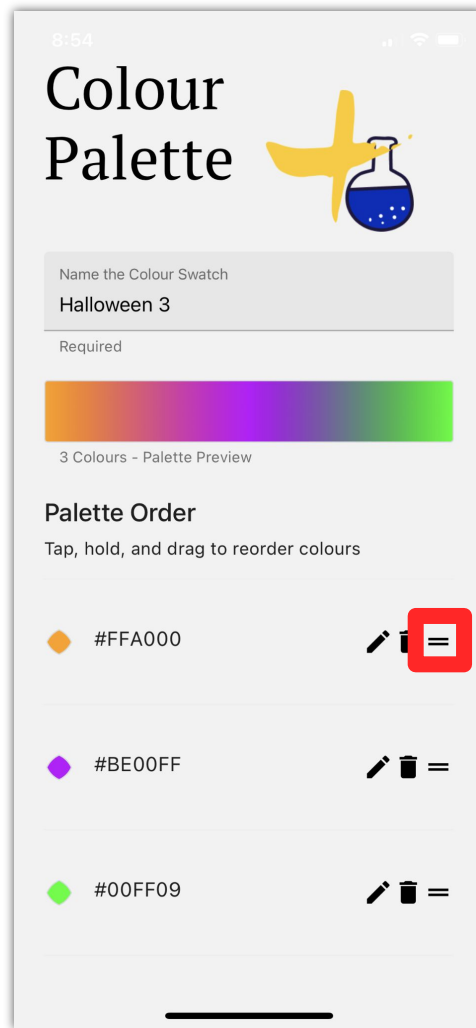 8:54
Colour
Palette
Name the Colour Swatch
Halloween 3
Required
3 Colours - Palette Preview
Palette Order
Tap, hold, and drag to reorder colours
#FFA000
#BE00FF
#00FF09